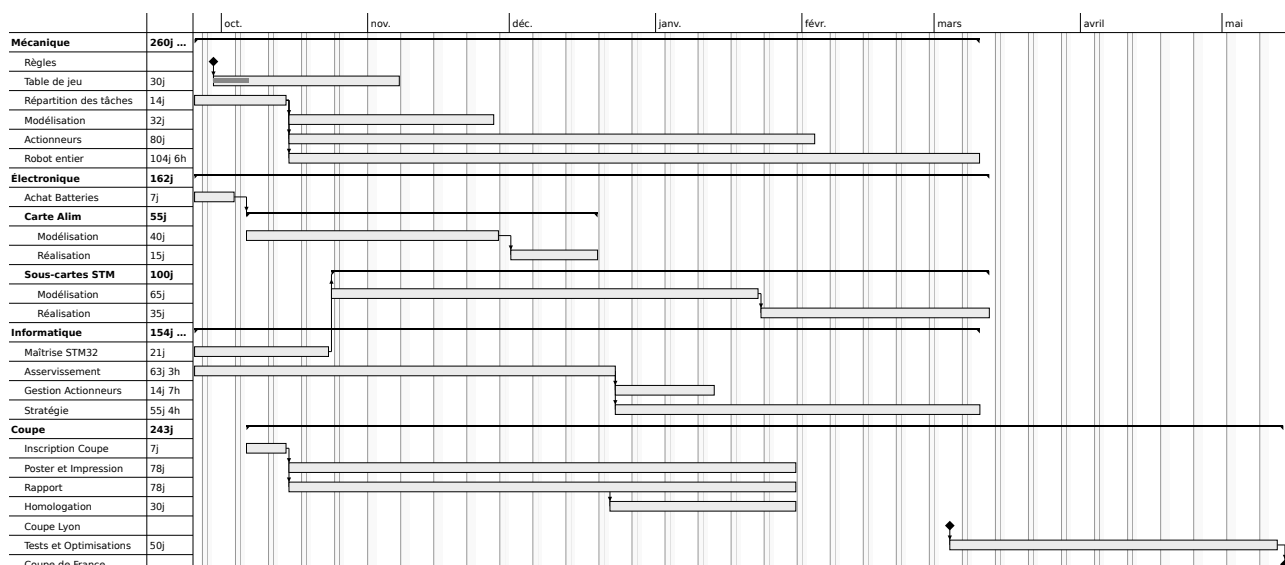 oct. nov. déc. janv. févr. mars avril mai
Mécanique 260j ...
Règles
Table de jeu 30j
Répartition des tâches 14j
Modélisation 32j
Actionneurs 80j
Robot entier 104j 6h
Électronique 162j
Achat Batteries 7j
Carte Alim 55j
Modélisation 40j
Réalisation 15j
Sous-cartes STM 100j
Modélisation 65j
Réalisation 35j
Informatique 154j ...
Maîtrise STM32 21j
Asservissement 63j 3h
Gestion Actionneurs 14j 7h
Stratégie 55j 4h
Coupe 243j
Inscription Coupe 7j
Poster et Impression 78j
Rapport 78j
Homologation 30j
Coupe Lyon
Tests et Optimisations 50j
Coupe de France